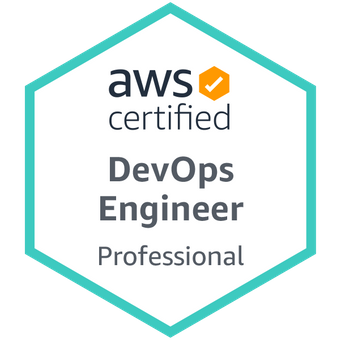 aws
certified
DevOps
Engineer
Professional